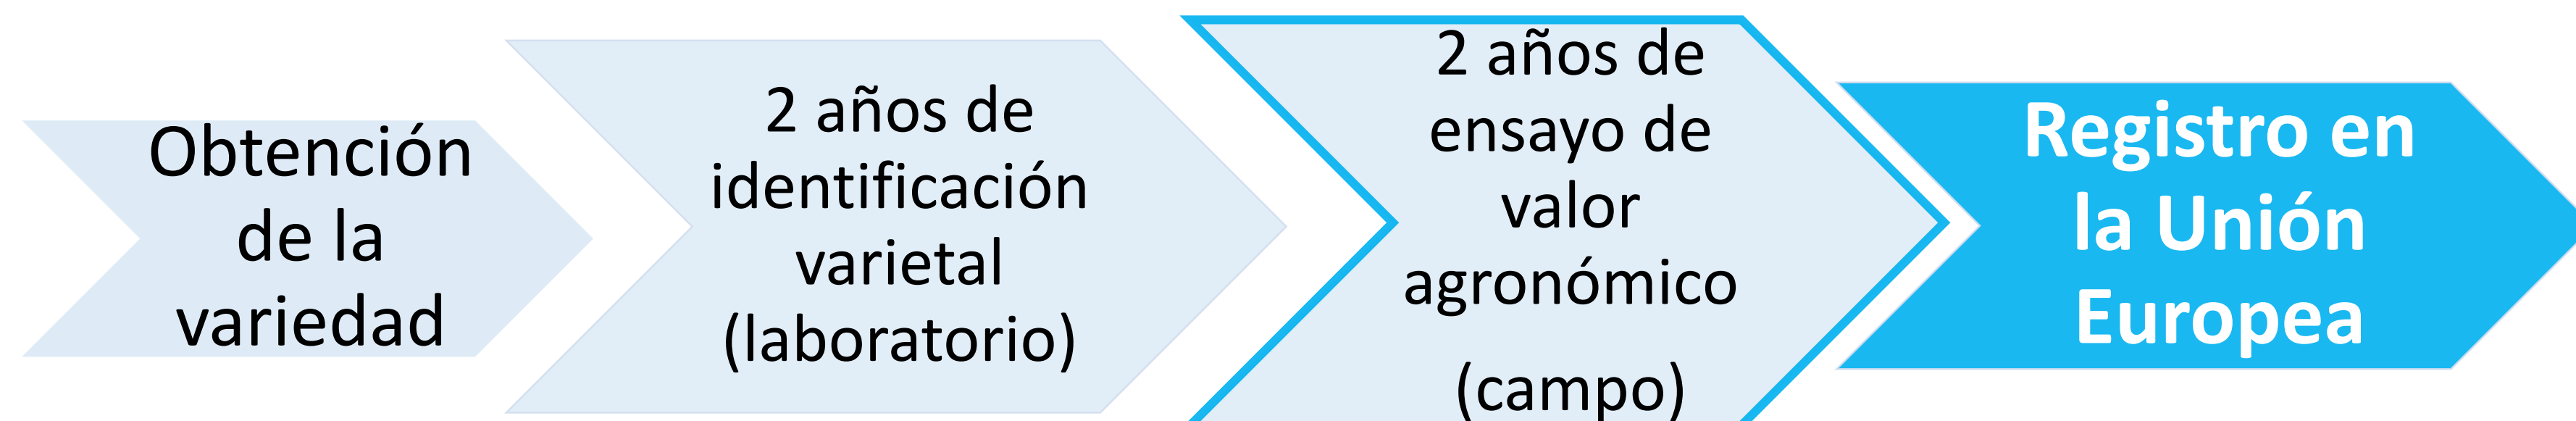 Obtención
de la
variedad
2 años de
identificación
varietal
(laboratorio)
2 años de
ensayo de
valor
agronómico
(campo)
Registro en
la Unión
Europea